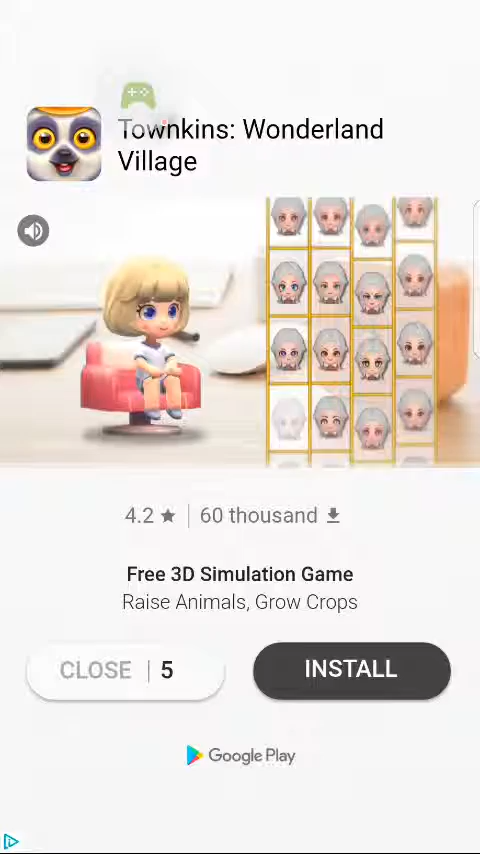 Townkins: Wonderland
Village
4.2 ★ | 60 thousand
Free 3D Simulation Game
Raise Animals, Grow Crops
CLOSE | 5
INSTALL
Google Play